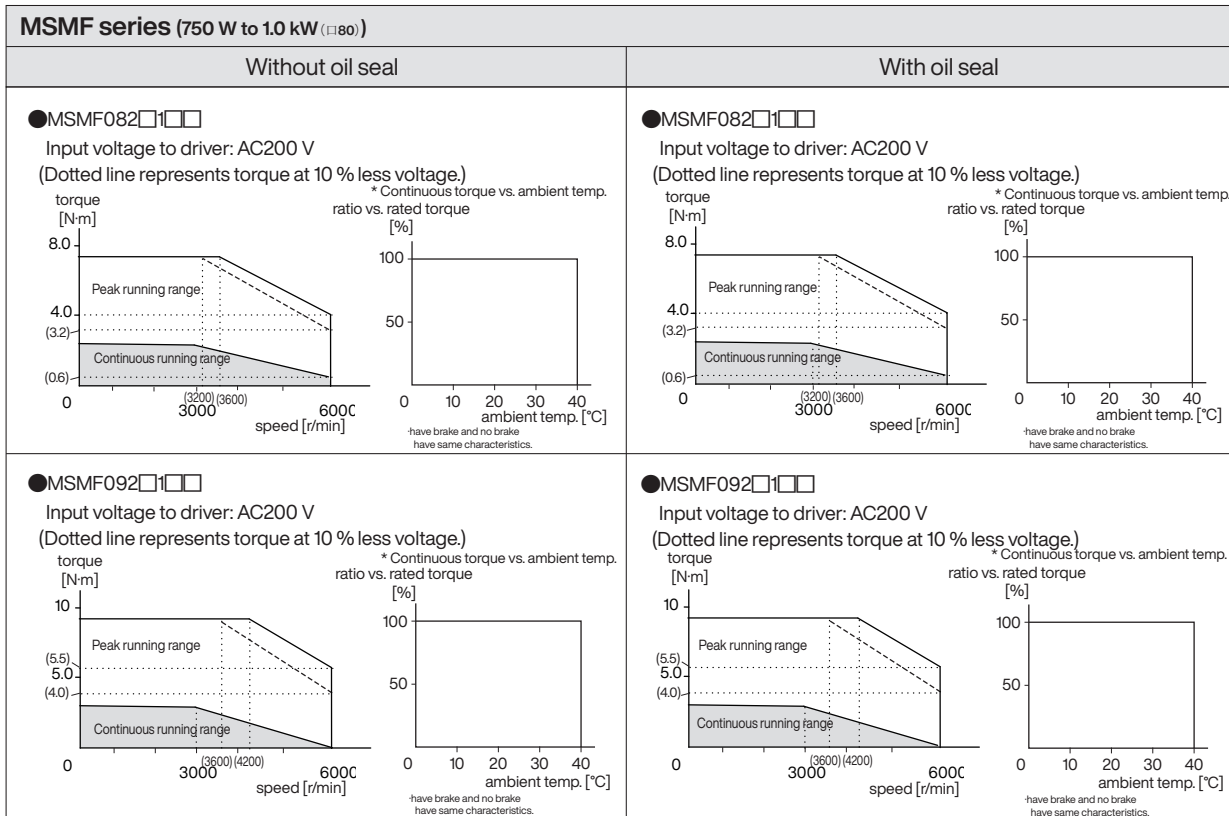 MSMF series (750 W to 1.0 kW (□80))
Without oil seal
With oil seal
●MSMF082□1□□
Input voltage to driver: AC200 V
(Dotted line represents torque at 10 % less voltage.)
* Continuous torque vs. ambient temp.
torque
[N·m]
ratio vs. rated torque
[%]
8.0
4.0
(3.2)
(0.6)
0
Peak running range
Continuous running range
(3200) (3600)
3000
6000
speed [r/min]
100
50
0
10
20
30
40
ambient temp. [°C]
·have brake and no brake
have same characteristics.
●MSMF082□1□□
Input voltage to driver: AC200 V
(Dotted line represents torque at 10 % less voltage.)
* Continuous torque vs. ambient temp.
torque
[N·m]
ratio vs. rated torque
[%]
8.0
4.0
(3.2)
(0.6)
0
Peak running range
Continuous running range
(3200) (3600)
3000
6000
speed [r/min]
100
50
0
10
20
30
40
ambient temp. [°C]
·have brake and no brake
have same characteristics.
●MSMF092□1□□
Input voltage to driver: AC200 V
(Dotted line represents torque at 10 % less voltage.)
* Continuous torque vs. ambient temp.
torque
[N·m]
ratio vs. rated torque
[%]
10
(5.5)
5.0
(4.0)
0
Peak running range
Continuous running range
(3600) (4200)
3000
6000
speed [r/min]
100
50
0
10
20
30
40
ambient temp. [°C]
·have brake and no brake
have same characteristics.
●MSMF092□1□□
Input voltage to driver: AC200 V
(Dotted line represents torque at 10 % less voltage.)
* Continuous torque vs. ambient temp.
torque
[N·m]
ratio vs. rated torque
[%]
10
(5.5)
5.0
(4.0)
0
Peak running range
Continuous running range
(3600) (4200)
3000
6000
speed [r/min]
100
50
0
10
20
30
40
ambient temp. [°C]
·have brake and no brake
have same characteristics.